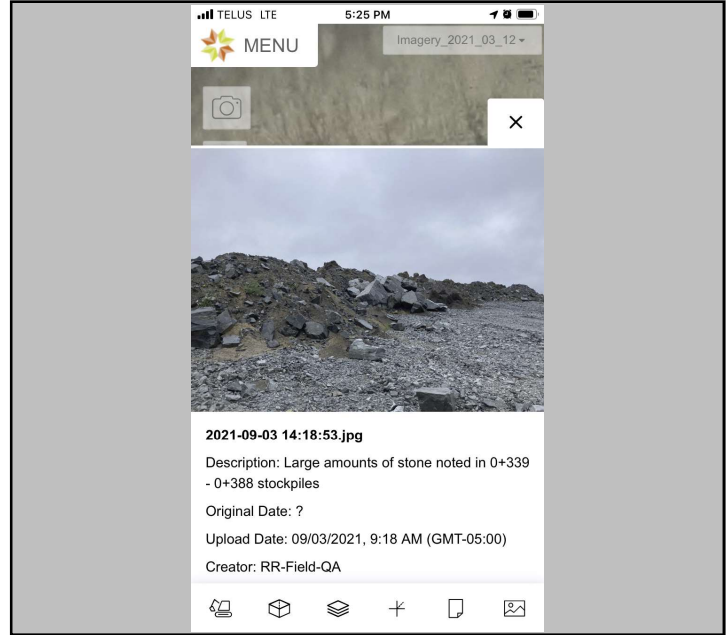 TELUS LTE 5:25 PM
MENU
Imagery_2021_03_12
2021-09-03 14:18:53.jpg
Description: Large amounts of stone noted in 0+339
- 0+388 stockpiles
Original Date: ?
Upload Date: 09/03/2021, 9:18 AM (GMT-05:00)
Creator: RR-Field-QA